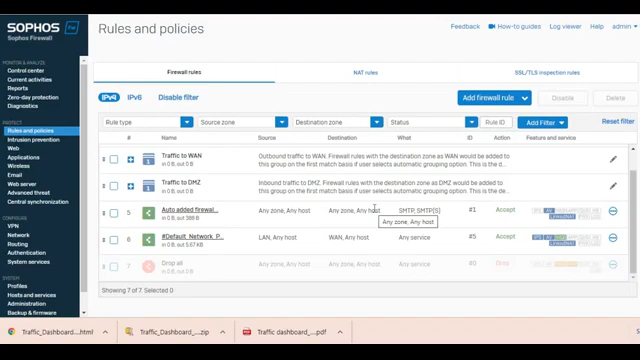 SOPHOS
Sophos Firewall
Rules and policies
Feedback
How-to guides
Log viewer
Help
admin
MONITOR & ANALYZE
Control center
Current activities
Reports
Zero-day protection
Diagnostics
PROTECT
Rules and policies
Intrusion prevention
Web
Applications
Wireless
Email
Web server
Advanced threat
CONFIGURE
VPN
Network
Routing
Authentication
System services
SYSTEM
Profiles
Hosts and services
Administration
Backup & firmware
Firewall rules
NAT rules
SSL/TLS inspection rules
IPv4
IPv6
Disable filter
Add firewall rule
Disable
Delete
Rule type
Source zone
Destination zone
Status
Rule ID
Add Filter
Reset filter
# Name Source Destination What ID Action Feature and service
Traffic to WAN
in 0 B, out 0 B
Outbound traffic to WAN. Firewall rules with the destination zone as WAN would be added to
this group on the first match basis if user selects automatic grouping option. This is the d...
Traffic to DMZ
in 0 B, out 0 B
Inbound traffic to DMZ. Firewall rules with the destination zone as DMZ would be added to
this group on the first match basis if user selects automatic grouping option. This is the de...
5 Auto added firewal... Any zone, Any host Any zone, Any host SMTP, SMTP(S) #1 Accept
in 0 B, out 388 B
Any zone, Any host
6 #Default_Network_P... LAN, Any host WAN, Any host Any service #5 Accept
in 0 B, out 5.67 KB
7 Drop all Any zone, Any host Any zone, Any host Any service #0 Drop
in 0 B, out 0 B
Showing 7 of 7. Selected 0
Traffic_Dashboard....html
Traffic_Dashboard_....zip
Traffic dashboard_....pdf